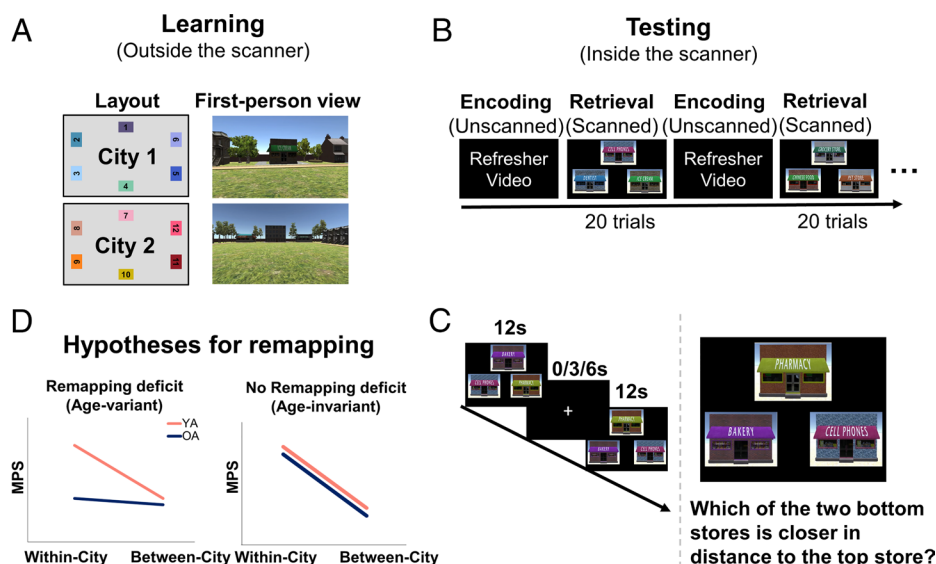 A
Learning
(Outside the scanner)
Layout
First-person view
1
2
6
City 1
3
5
4
7
8
12
City 2
9
11
10
B
Testing
(Inside the scanner)
Encoding
(Unscanned)
Retrieval
(Scanned)
Encoding
(Unscanned)
Retrieval
(Scanned)
Refresher
Video
CELL PHONES
DENTIST
ICE CREAM
Refresher
Video
GROCERY STORE
CHINESE FOOD
PET STORE
...
20 trials
20 trials
D
Hypotheses for remapping
Remapping deficit
(Age-variant)
YA
OA
MPS
Within-City
Between-City
No Remapping deficit
(Age-invariant)
MPS
Within-City
Between-City
C
12s
BAKERY
CELL PHONES
PHARMACY
0/3/6s
+
12s
PHARMACY
BAKERY
CELL PHONES
PHARMACY
BAKERY
CELL PHONES
Which of the two bottom
stores is closer in
distance to the top store?